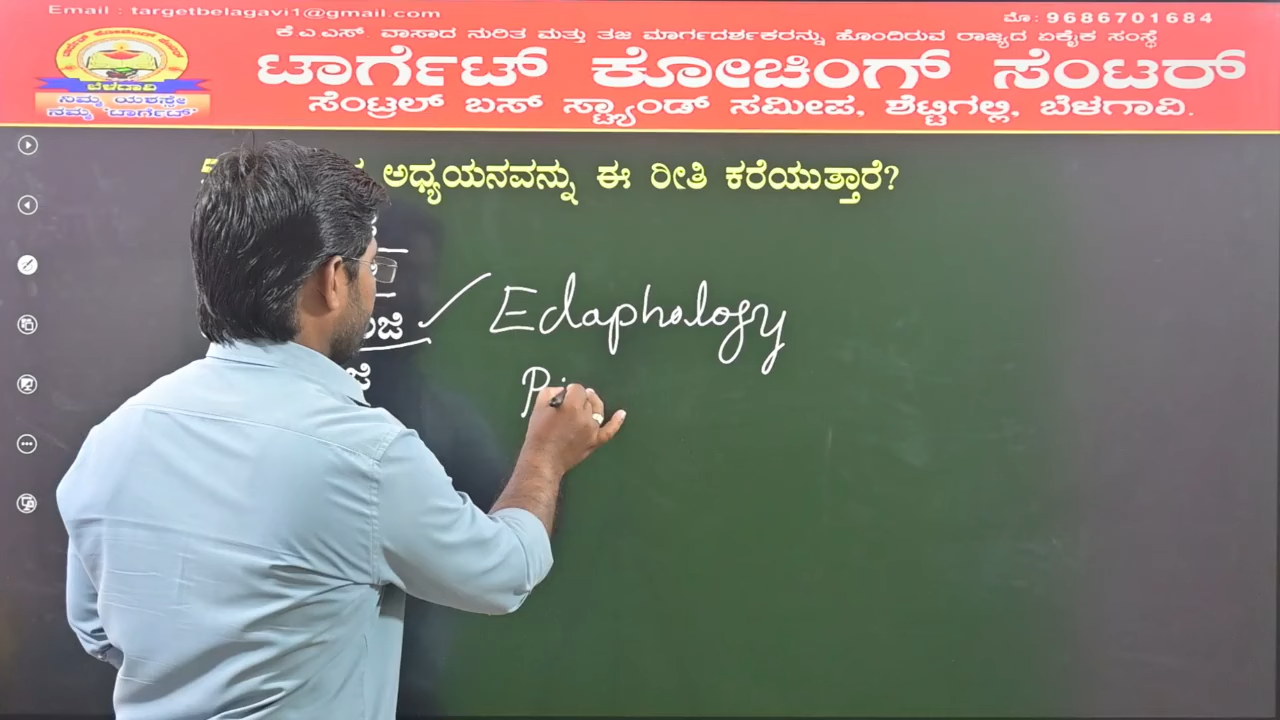 Email : targetbelagavi1@gmail.com
ಮೊ: 9686701684
ಕೆ.ಎ.ಎಸ್. ವಾಸಾದ ನುರಿತ ಮತ್ತು ತಜ್ಞ ಮಾರ್ಗದರ್ಶಕರನ್ನು ಹೊಂದಿರುವ ರಾಜ್ಯದ ಏಕೈಕ ಸಂಸ್ಥೆ
ಟಾರ್ಗೆಟ್ ಕೋಚಿಂಗ್ ಸೆಂಟರ್
ಸೆಂಟ್ರಲ್ ಬಸ್ ಸ್ಟ್ಯಾಂಡ್ ಸಮೀಪ, ಶೆಟ್ಟಿಗಲ್ಲಿ, ಬೆಳಗಾವಿ.
ಬೆಳಗಾವಿ
ನಿಮ್ಮ ಯಶಸ್ಸೇ
ನಮ್ಮ ಟಾರ್ಗೆಟ್
ಅಧ್ಯಯನವನ್ನು ಈ ರೀತಿ ಕರೆಯುತ್ತಾರೆ?
Edaphology